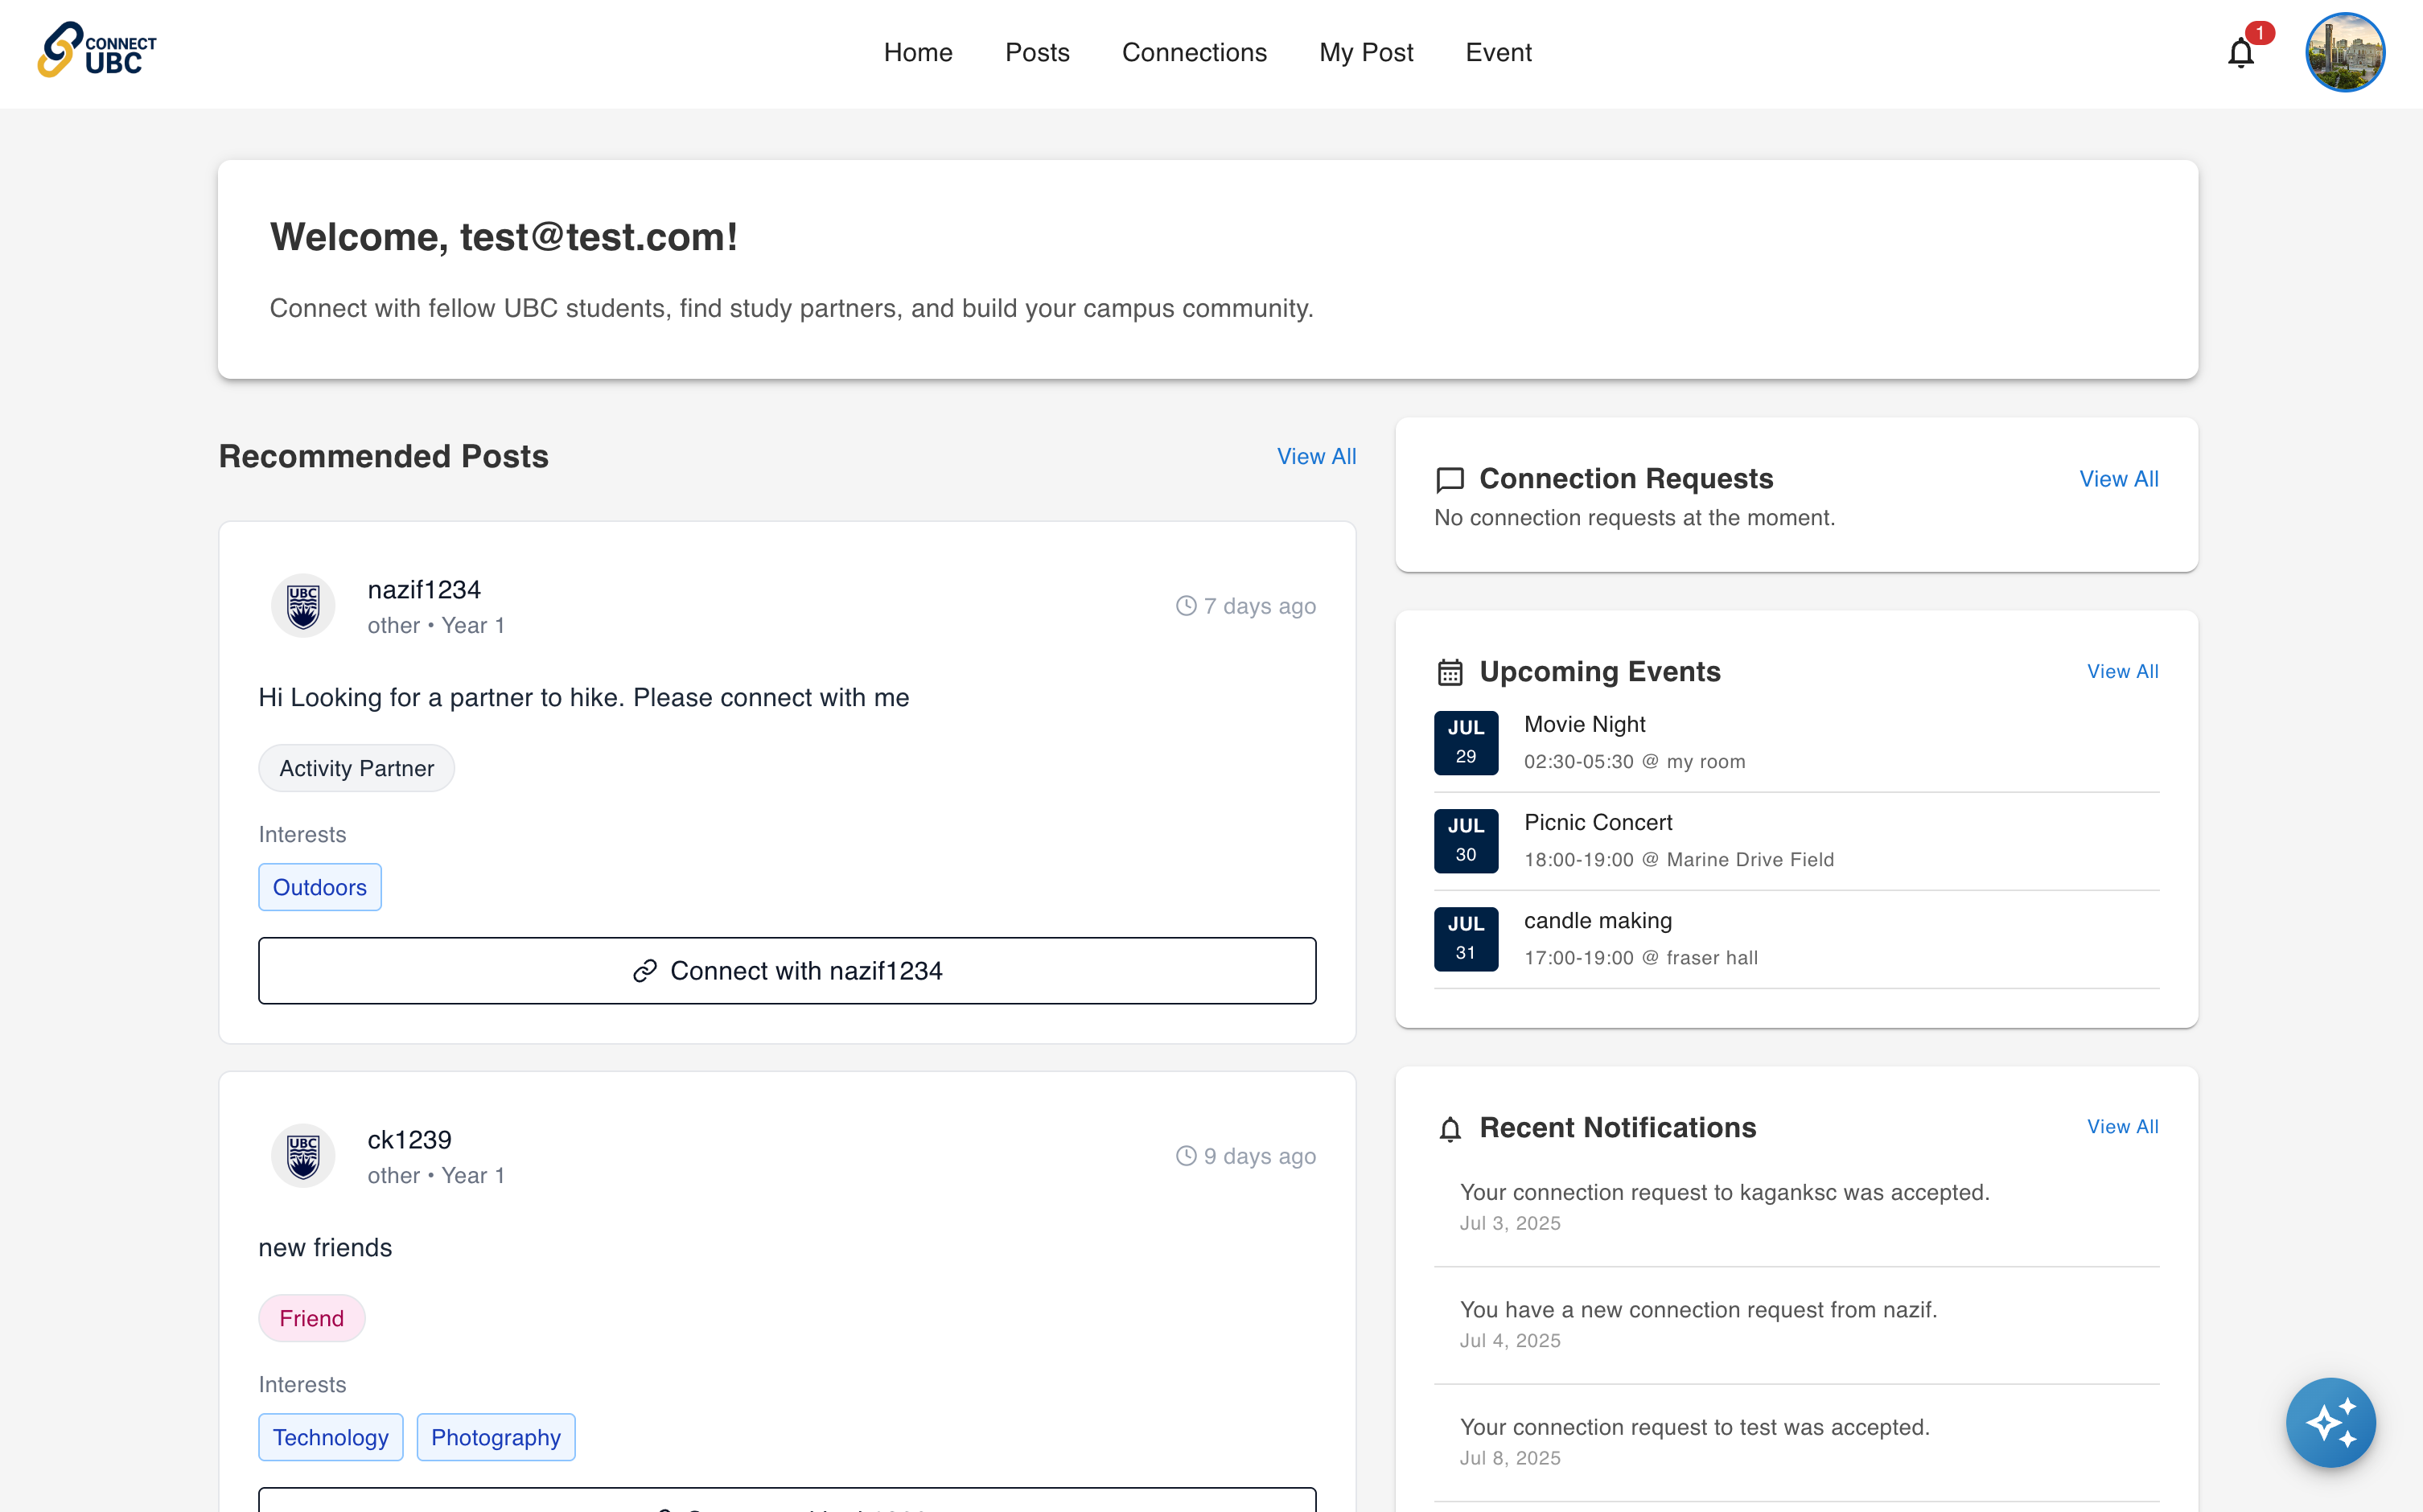 CONNECT
UBC
Home
Posts
Connections
My Post
Event
1
Welcome, test@test.com!
Connect with fellow UBC students, find study partners, and build your campus community.
Recommended Posts
View All
UBC
nazif1234
other • Year 1
7 days ago
Hi Looking for a partner to hike. Please connect with me
Activity Partner
Interests
Outdoors
Connect with nazif1234
UBC
ck1239
other • Year 1
9 days ago
new friends
Friend
Interests
Technology
Photography
Connection Requests
View All
No connection requests at the moment.
Upcoming Events
View All
JUL
29
Movie Night
02:30-05:30 @ my room
JUL
30
Picnic Concert
18:00-19:00 @ Marine Drive Field
JUL
31
candle making
17:00-19:00 @ fraser hall
Recent Notifications
View All
Your connection request to kaganksc was accepted.
Jul 3, 2025
You have a new connection request from nazif.
Jul 4, 2025
Your connection request to test was accepted.
Jul 8, 2025